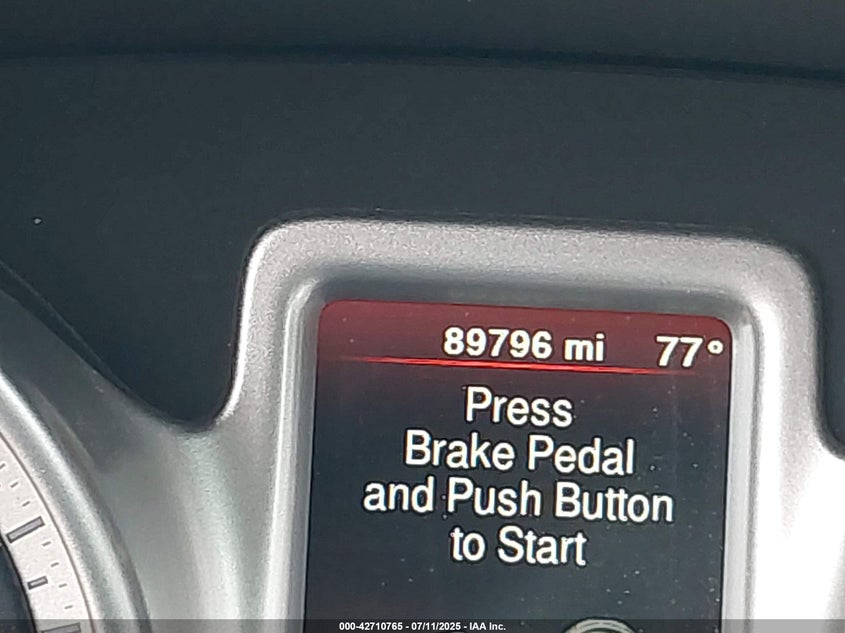 89796 mi 77°
Press
Brake Pedal
and Push Button
to Start
000-42710765 - 07/11/2025 - IAA Inc.